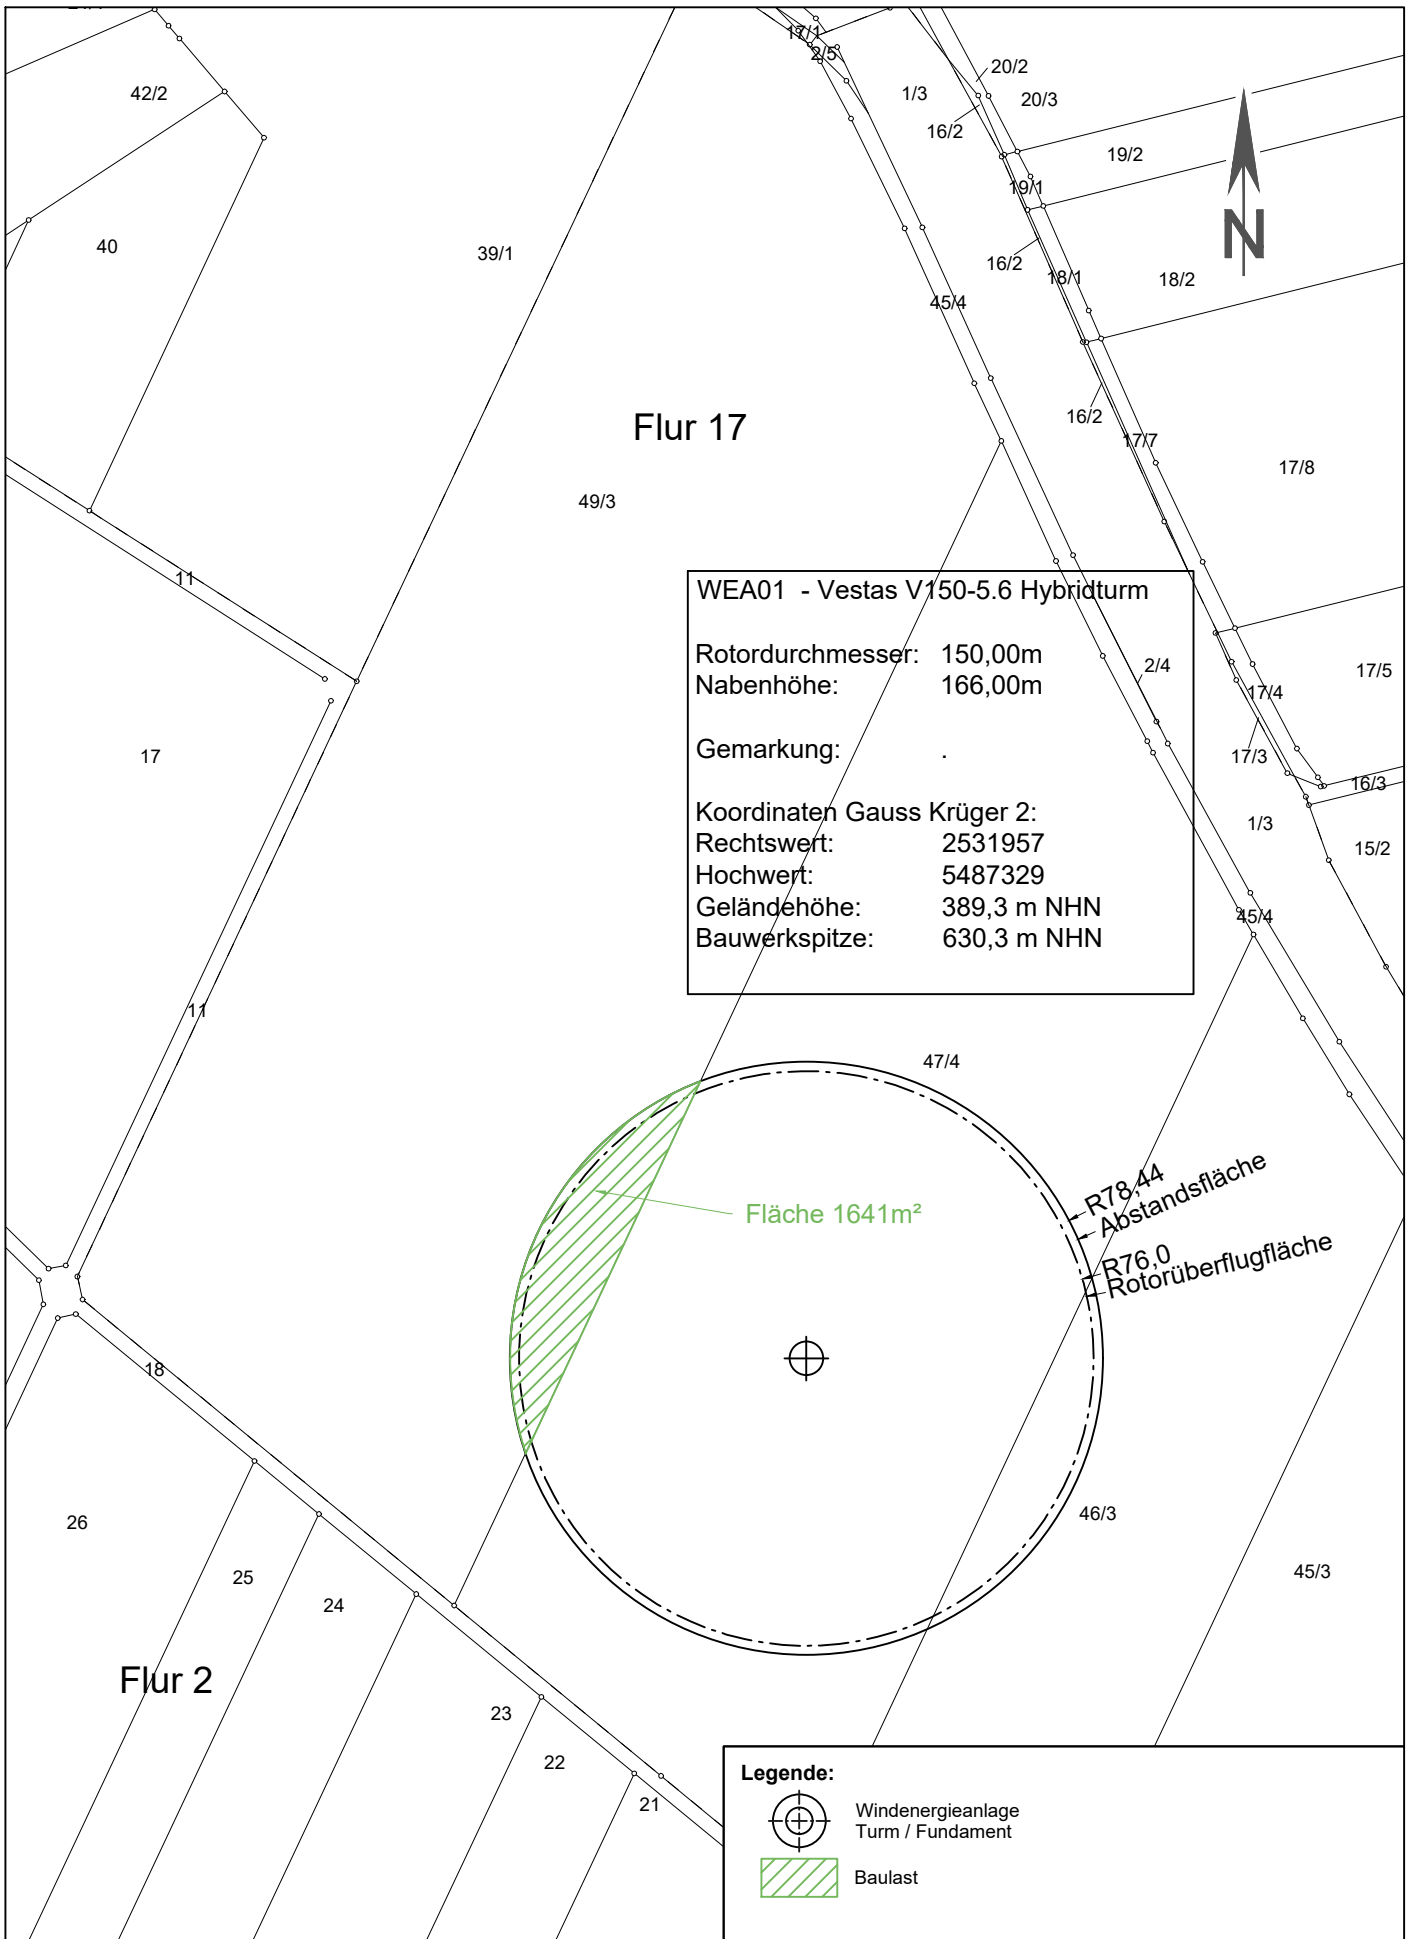 17/1
2/5
20/2
42/2
1/3
20/3
16/2
19/2
19/1
40
39/1
16/2
18/1
18/2
45/4
16/2
Flur 17
17/7
17/8
49/3
11
WEA01 - Vestas V150-5.6 Hybridturm
Rotordurchmesser: 150,00m
Nabenhöhe: 166,00m
2/4
17/5
17/4
Gemarkung: .
17
17/3
16/3
Koordinaten Gauss Krüger 2:
1/3
Rechtswert: 2531957
15/2
Hochwert: 5487329
Geländehöhe: 389,3 m NHN
45/4
Bauwerkspitze: 630,3 m NHN
11
47/4
R78,44
Abstandsfläche
Fläche 1641m²
R76,0
Rotorüberflugfläche
18
26
46/3
25
45/3
24
Flur 2
23
22
21
Legende:
Windenergieanlage
Turm / Fundament
Baulast
N